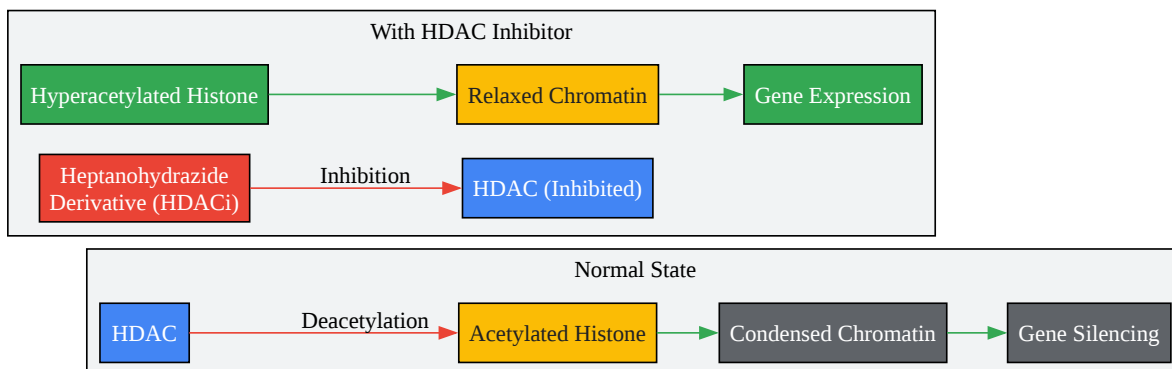 With HDAC Inhibitor
Hyperacetylated Histone
Relaxed Chromatin
Gene Expression
Heptanohydrazide
Derivative (HDACi)
Inhibition
HDAC (Inhibited)
Normal State
HDAC
Deacetylation
Acetylated Histone
Condensed Chromatin
Gene Silencing